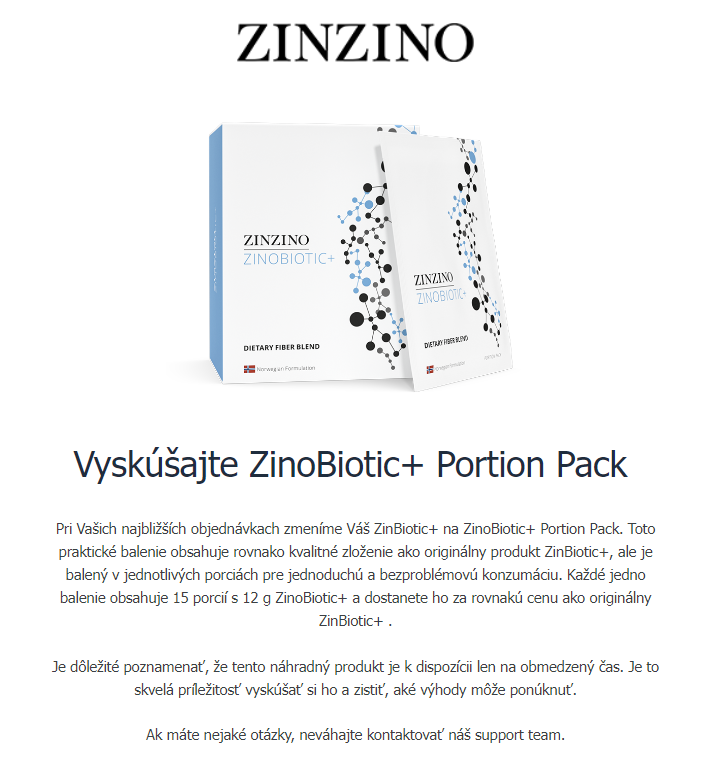 ZINZINO
ZINZINO
ZINOBIOTIC+
DIETARY FIBER BLEND
Norwegian Formulation
ZINZINO
ZINOBIOTIC+
DIETARY FIBER BLEND
Norwegian Formulation
Vyskúšajte ZinoBiotic+ Portion Pack
Pri Vašich najbližších objednávkach zmeníme Váš ZinBiotic+ na ZinoBiotic+ Portion Pack. Toto
praktické balenie obsahuje rovnako kvalitné zloženie ako originálny produkt ZinBiotic+, ale je
balený v jednotlivých porciách pre jednoduchú a bezproblémovú konzumáciu. Každé jedno
balenie obsahuje 15 porcií s 12 g ZinoBiotic+ a dostanete ho za rovnakú cenu ako originálny
ZinBiotic+ .
Je dôležité poznamenať, že tento náhradný produkt je k dispozícii len na obmedzený čas. Je to
skvelá príležitosť vyskúšať si ho a zistiť, aké výhody môže ponúknuť.
Ak máte nejaké otázky, neváhajte kontaktovať náš support team.